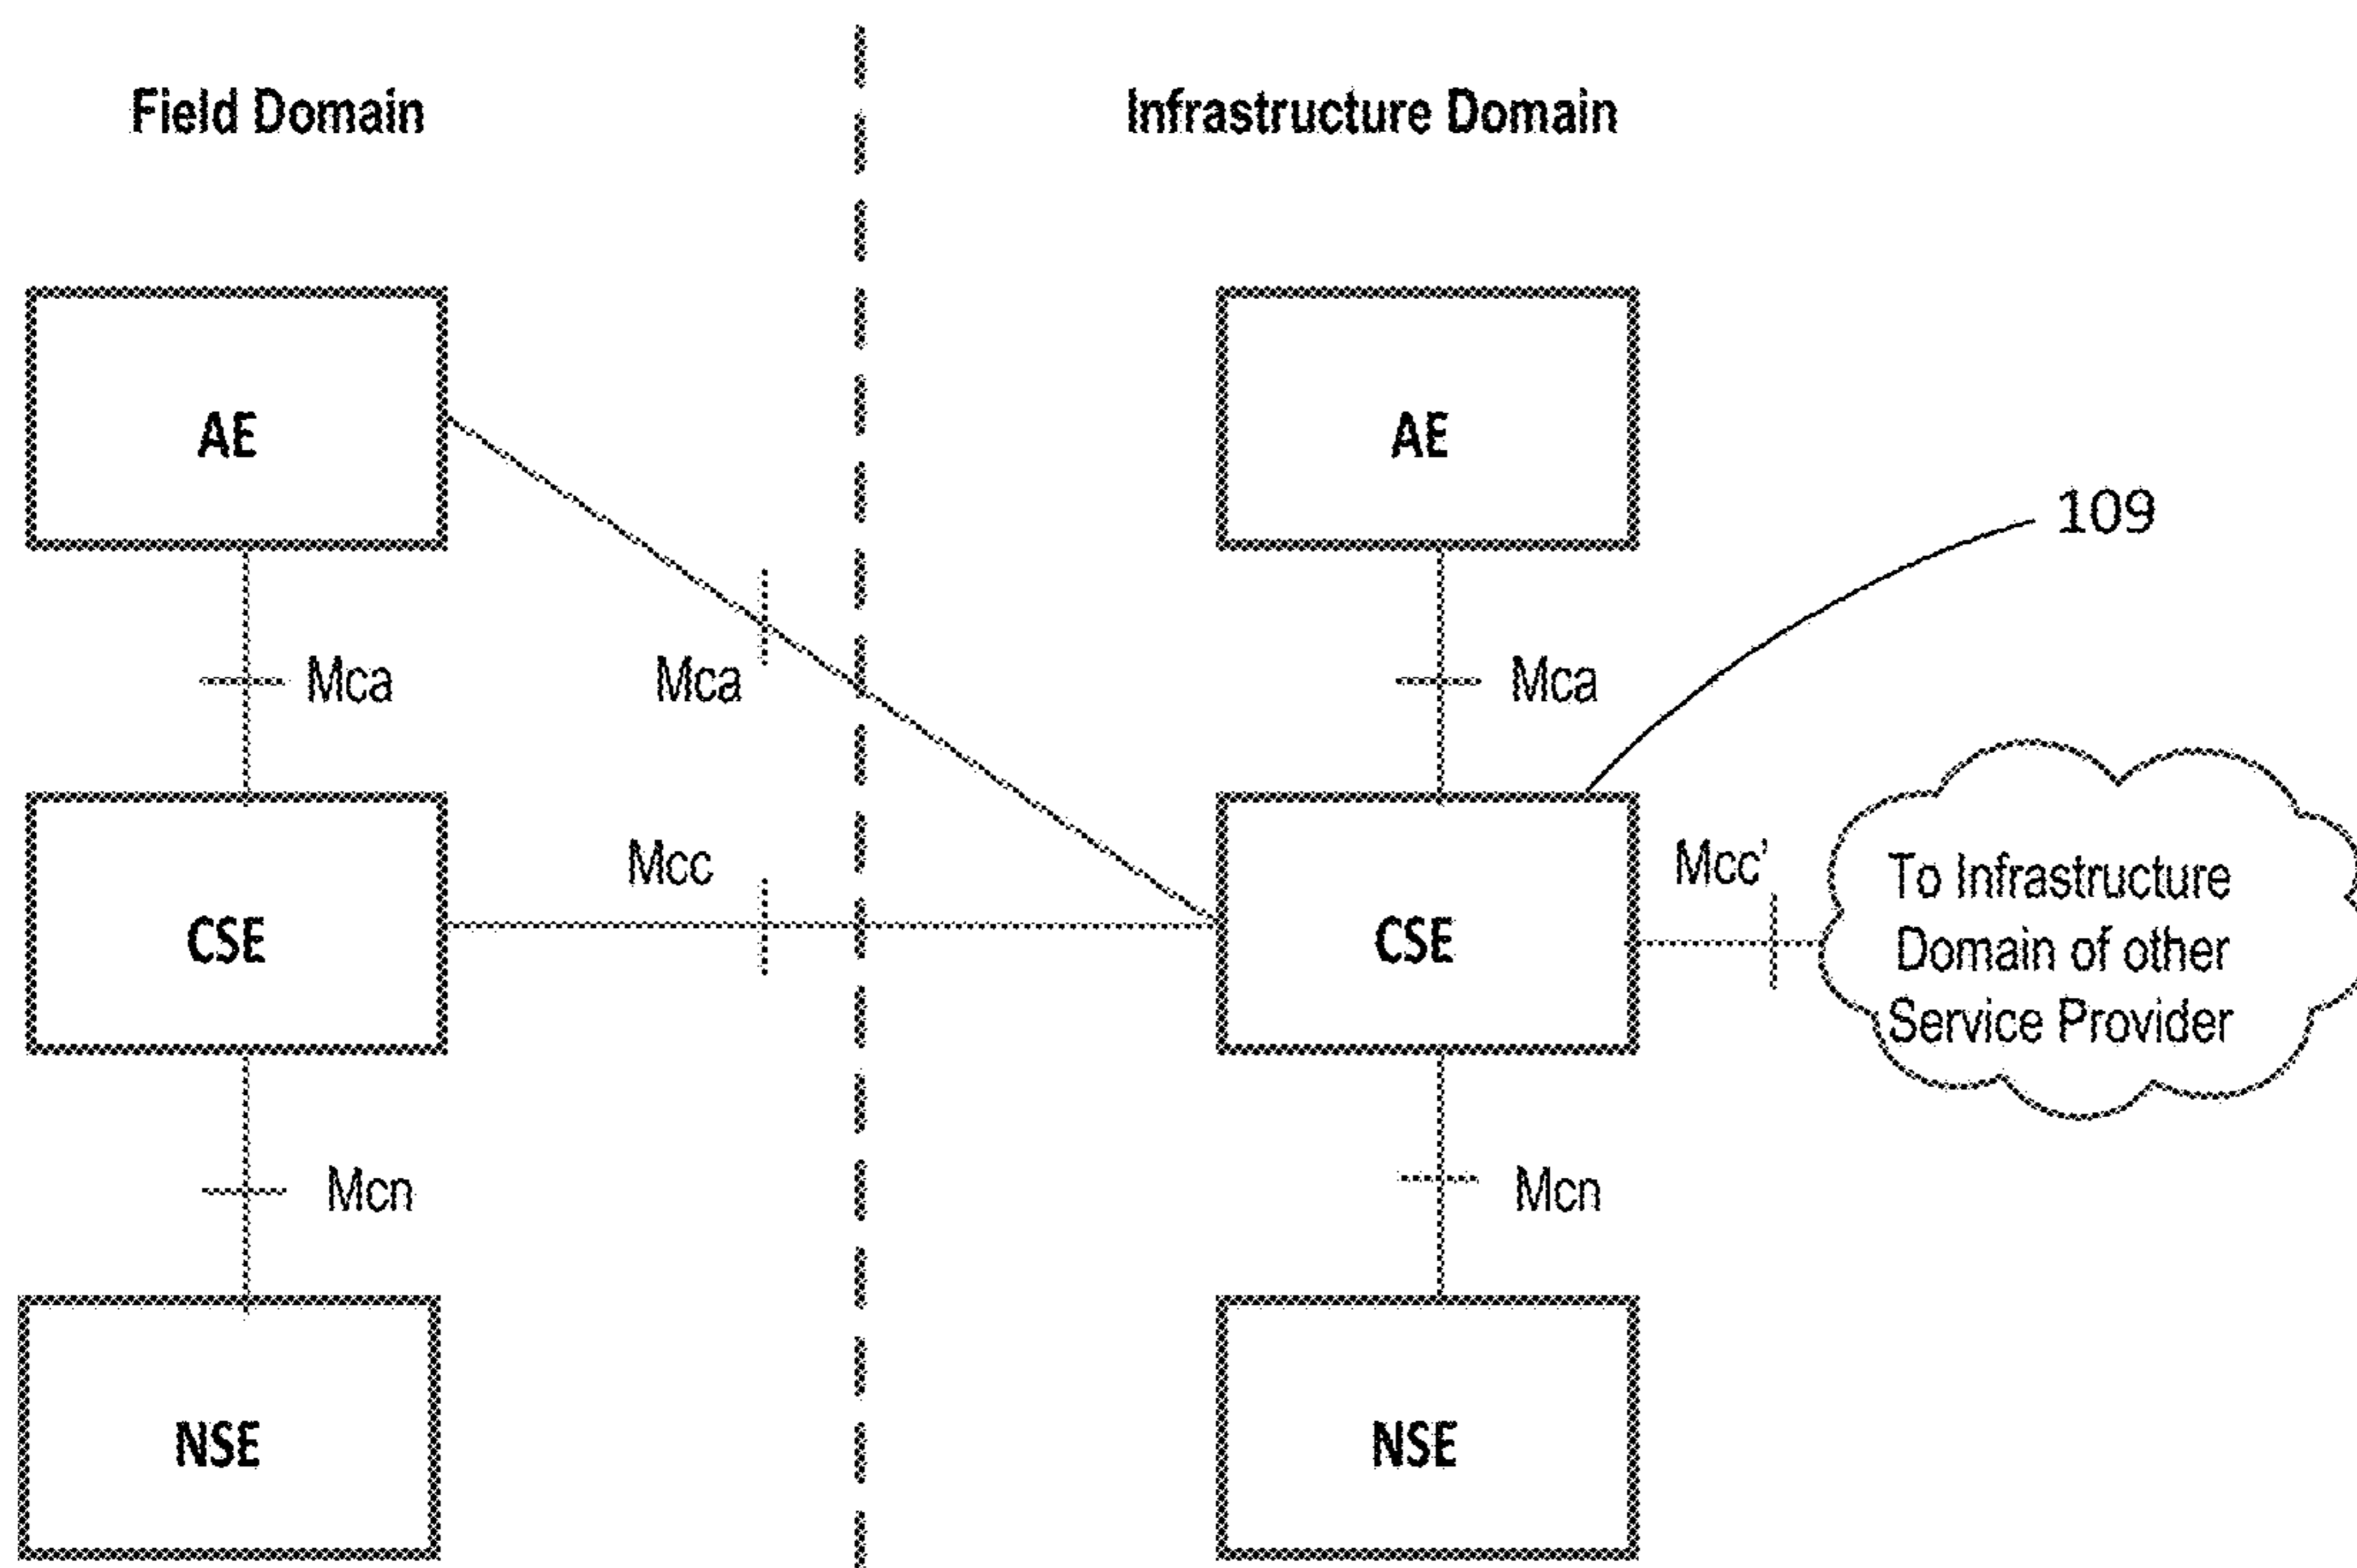 Field Domain
Infrastructure Domain
AE
AE
109
Mca
Mca
Mca
Mcc
Mcc'
CSE
CSE
To Infrastructure
Domain of other
Service Provider
Mcn
Mcn
NSE
NSE